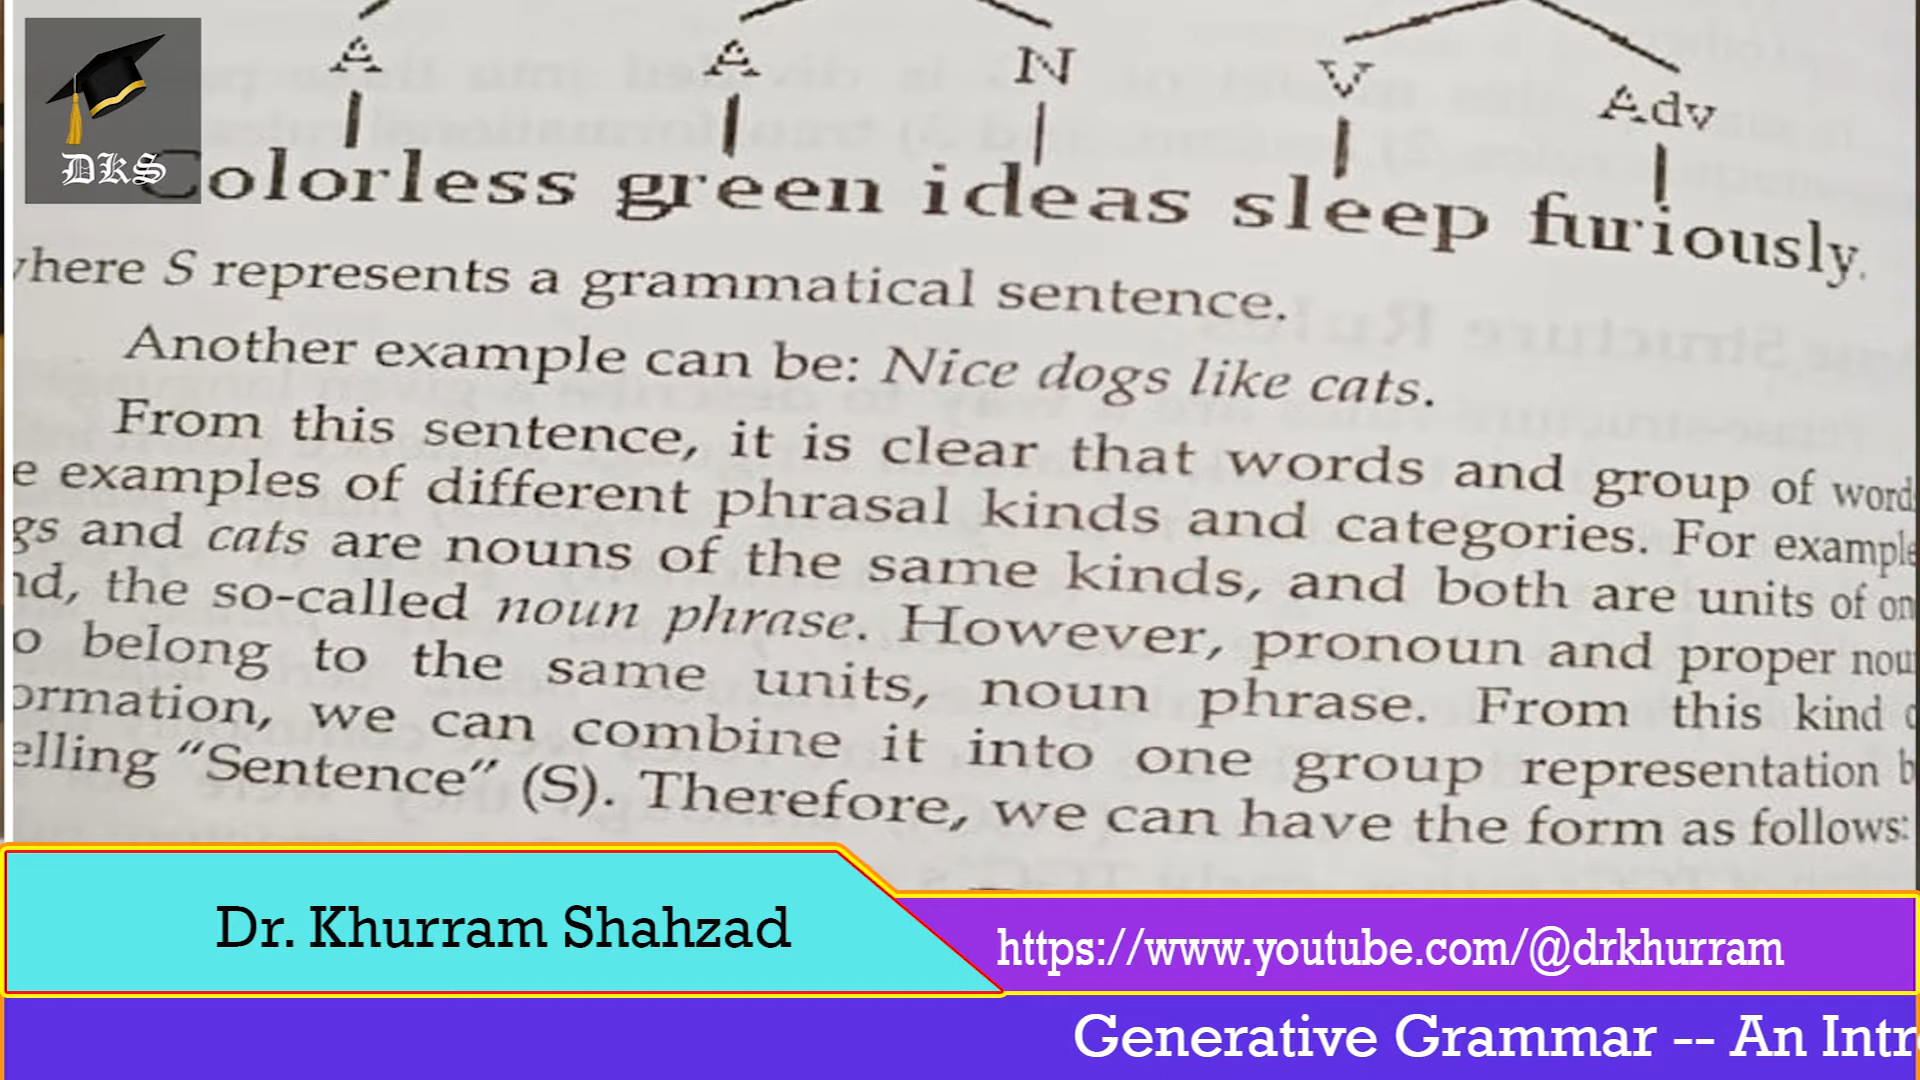 A A N V Adv
DKS
Colorless green ideas sleep furiously.
where S represents a grammatical sentence.
Another example can be: Nice dogs like cats.
From this sentence, it is clear that words and group of word
e examples of different phrasal kinds and categories. For example
gs and cats are nouns of the same kinds, and both are units of on
nd, the so-called noun phrase. However, pronoun and proper nou
o belong to the same units, noun phrase. From this kind o
ormation, we can combine it into one group representation b
elling “Sentence” (S). Therefore, we can have the form as follows:
Dr. Khurram Shahzad
https://www.youtube.com/@drkhurram
Generative Grammar -- An Intr